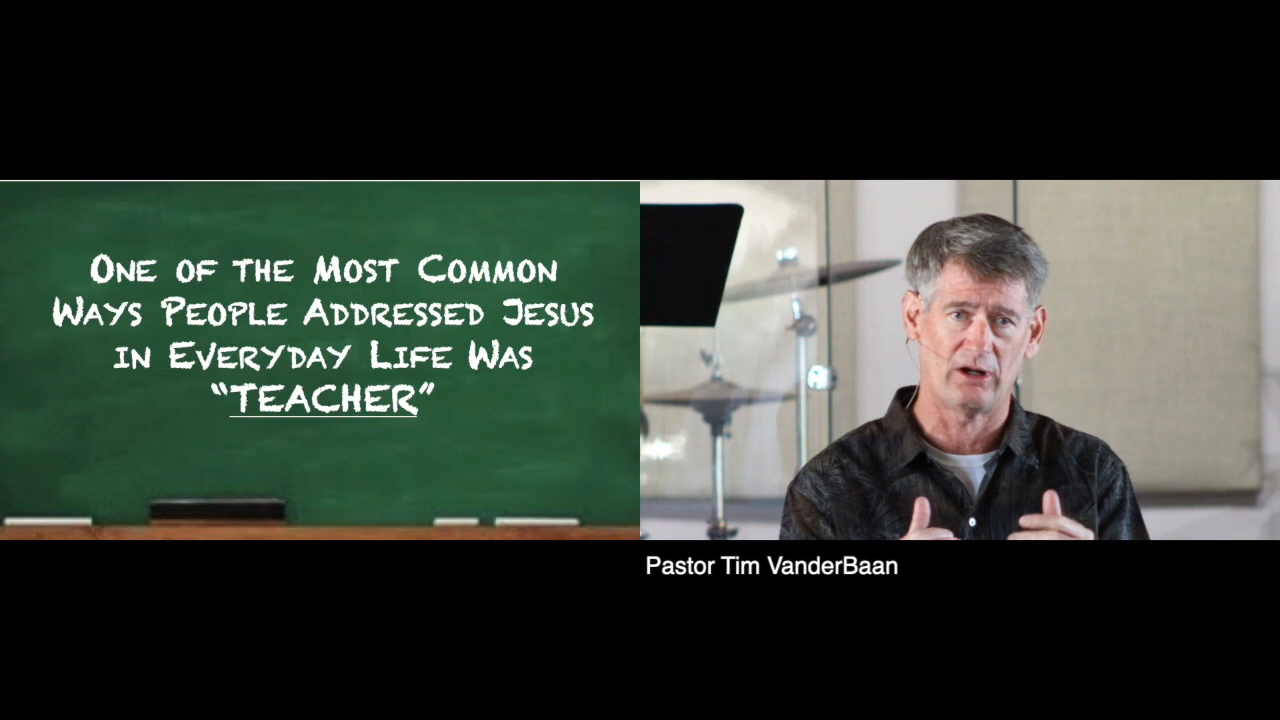 One of the Most Common
Ways People Addressed Jesus
in Everyday Life Was
“TEACHER”
Pastor Tim VanderBaan